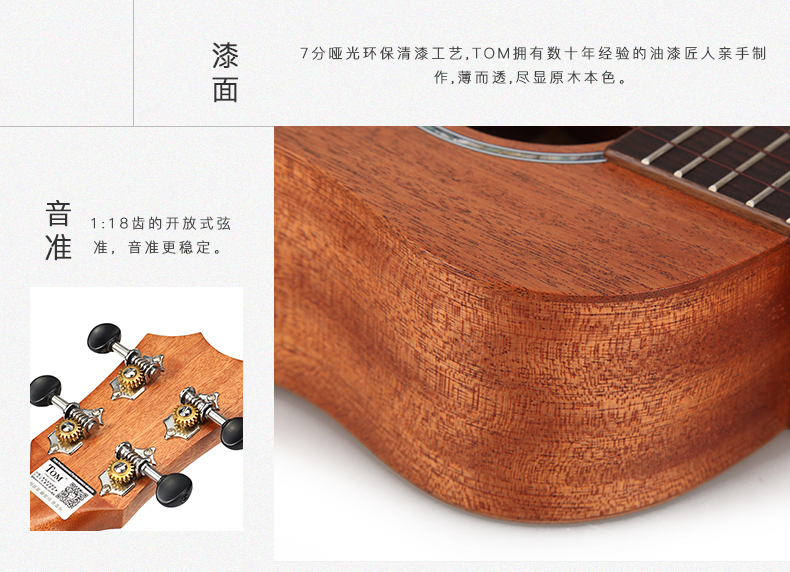 漆面
7分哑光环保清漆工艺,TOM拥有数十年经验的油漆匠人亲手制
作,薄而透,尽显原木本色。
音准
1:18齿的开放式弦
准，音准更稳定。
TOM